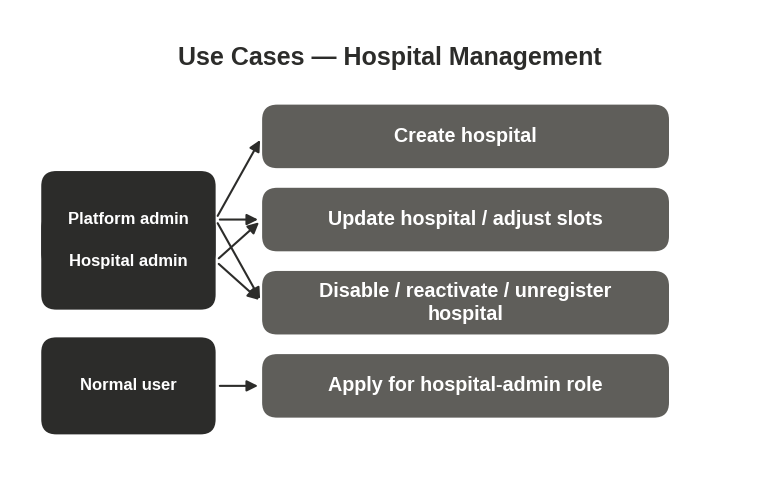 Use Cases — Hospital Management
Create hospital
Platform admin
Update hospital / adjust slots
Hospital admin
Disable / reactivate / unregister
hospital
Normal user
Apply for hospital-admin role